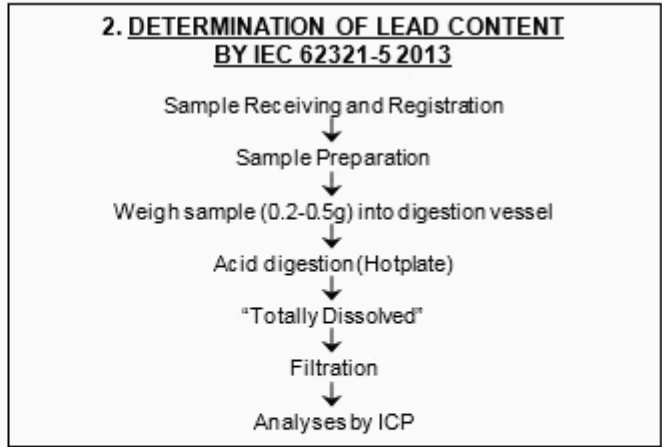 2. DETERMINATION OF LEAD CONTENT
BY IEC 62321-5 2013
Sample Receiving and Registration
Sample Preparation
Weigh sample (0.2-0.5g) into digestion vessel
Acid digestion (Hotplate)
“Totally Dissolved”
Filtration
Analyses by ICP